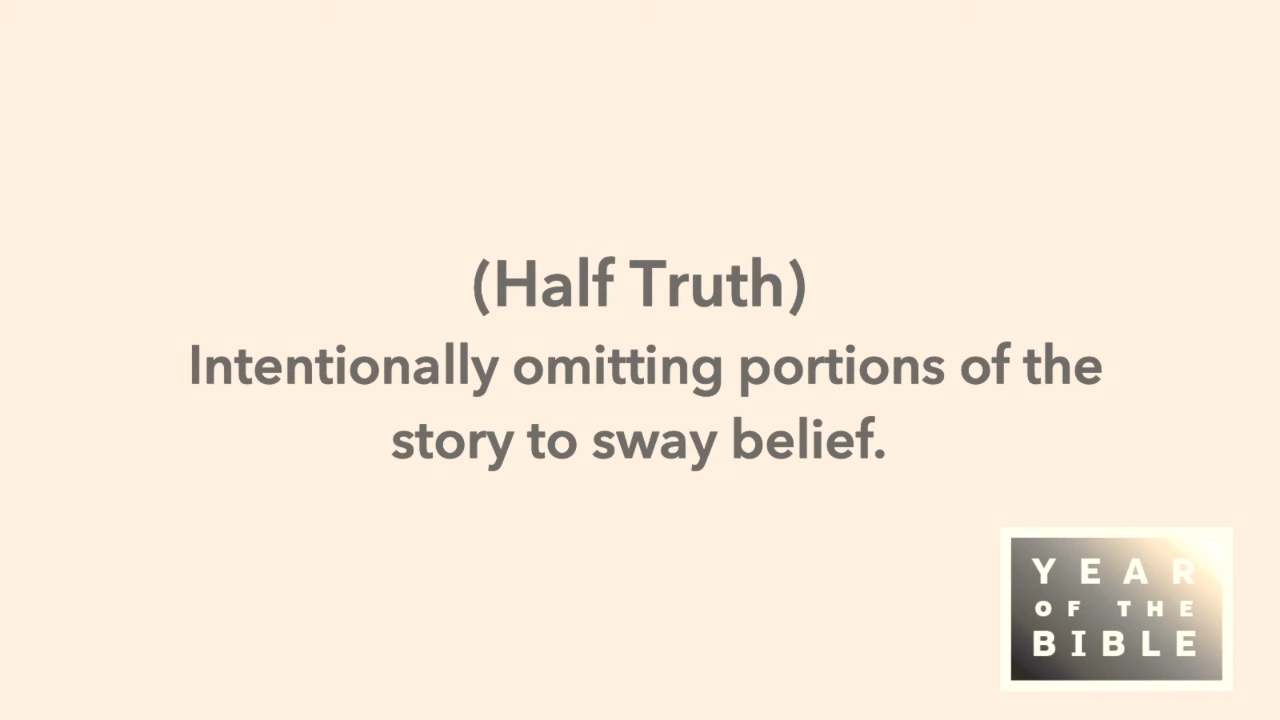 (Half Truth)
Intentionally omitting portions of the
story to sway belief.
YEAR
OF THE
BIBLE